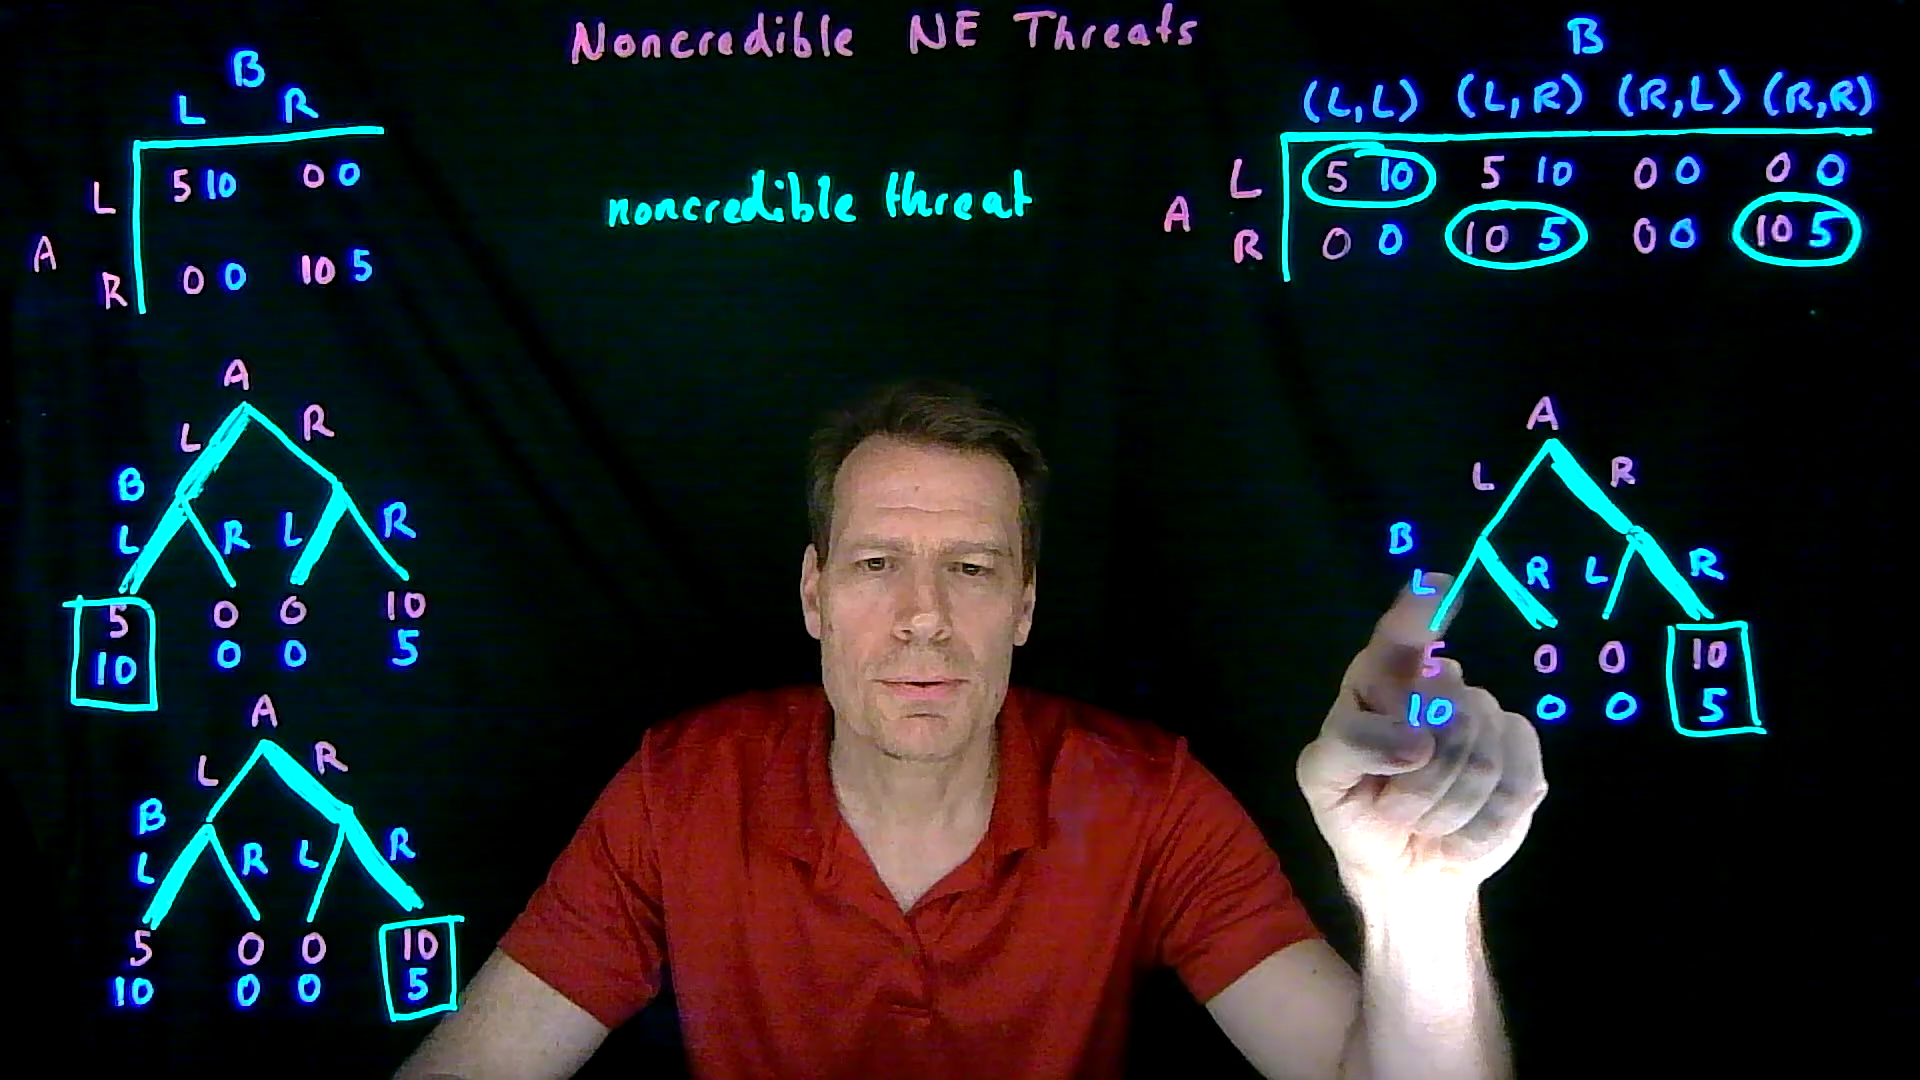 Noncredible NE Threats
B
L R
L 5 10 0 0
A
R 0 0 10 5
noncredible threat
B
(L,L) (L,R) (R,L) (R,R)
L 5 10 5 10 0 0 0 0
A
R 0 0 10 5 0 0 10 5
A
L R
B
L R L R
5 0 0 10
10 0 0 5
A
L R
B
L R L R
5 0 0 10
10 0 0 5
A
L R
B
L R L R
5 0 0 10
10 0 0 5